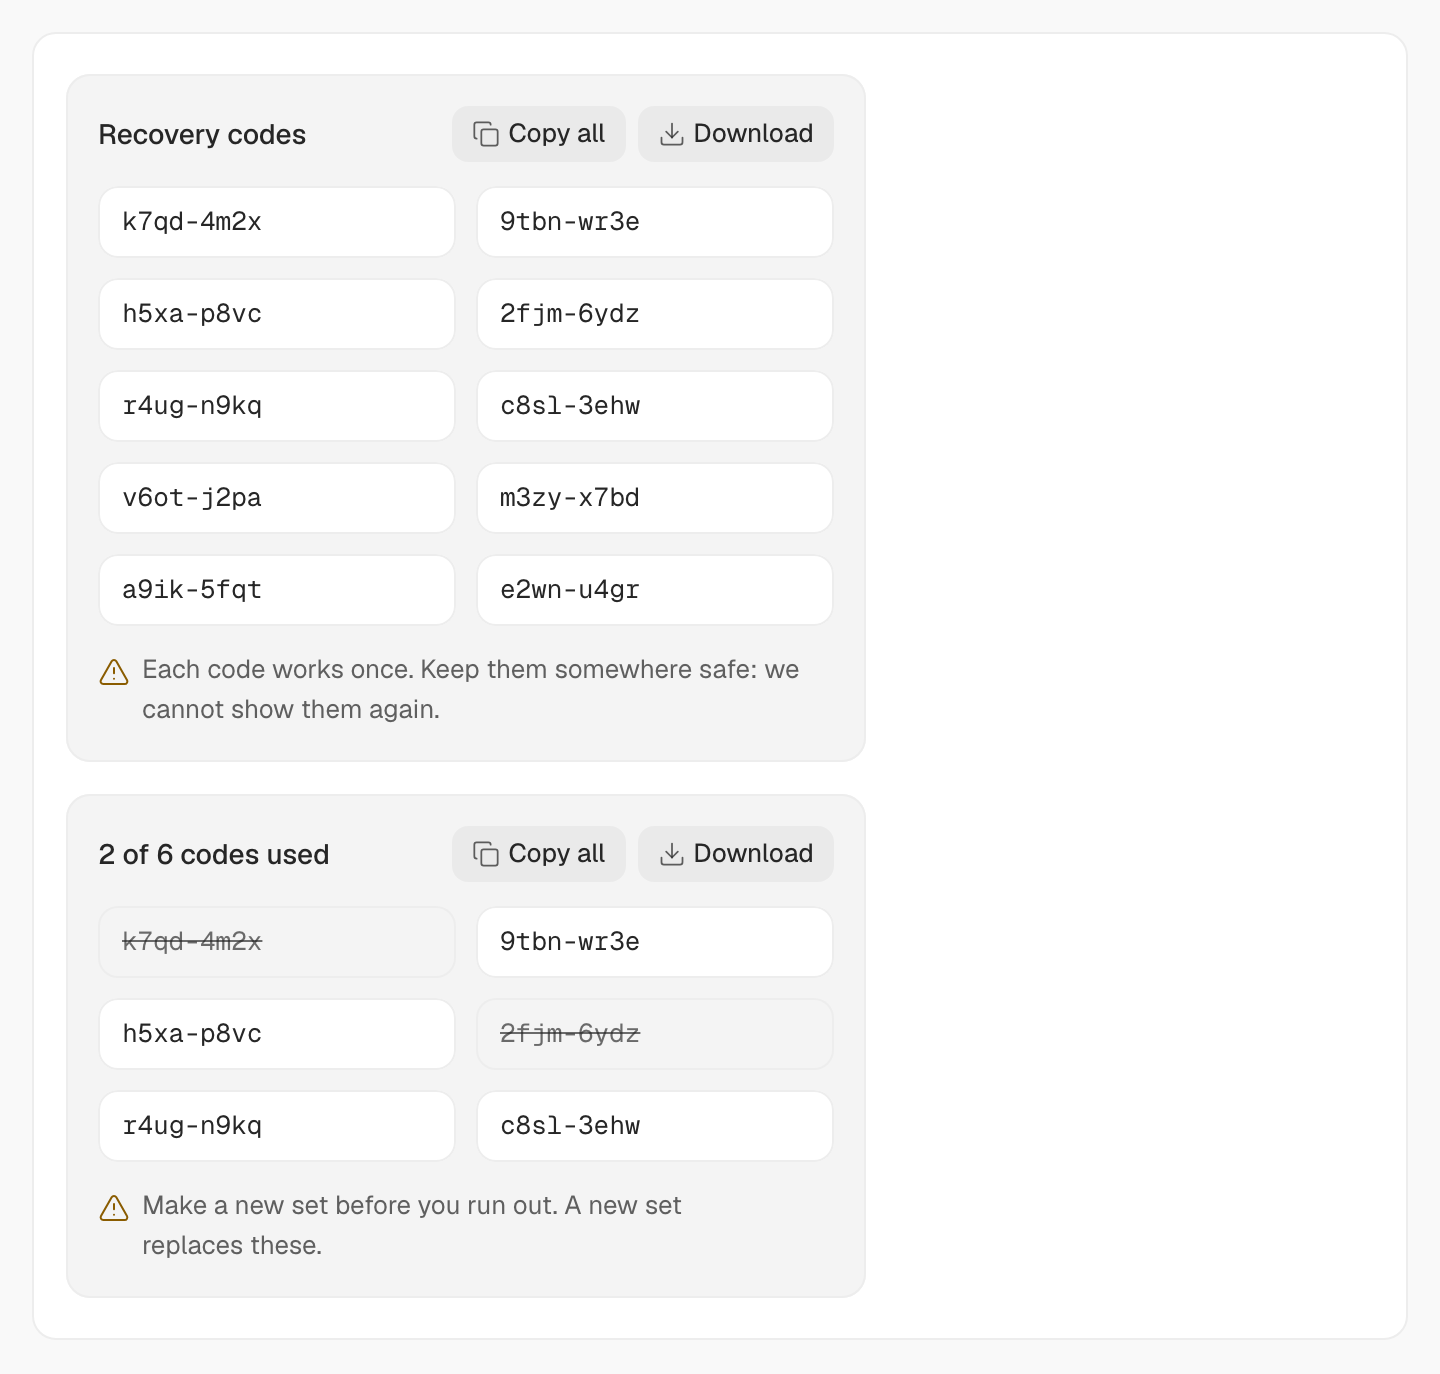 Recovery codes
Copy all
Download
k7qd-4m2x
9tbn-wr3e
h5xa-p8vc
2fjm-6ydz
r4ug-n9kq
c8sl-3ehw
v6ot-j2pa
m3zy-x7bd
a9ik-5fqt
e2wn-u4gr
Each code works once. Keep them somewhere safe: we
cannot show them again.
2 of 6 codes used
Copy all
Download
k7qd-4m2x
9tbn-wr3e
h5xa-p8vc
2fjm-6ydz
r4ug-n9kq
c8sl-3ehw
Make a new set before you run out. A new set
replaces these.